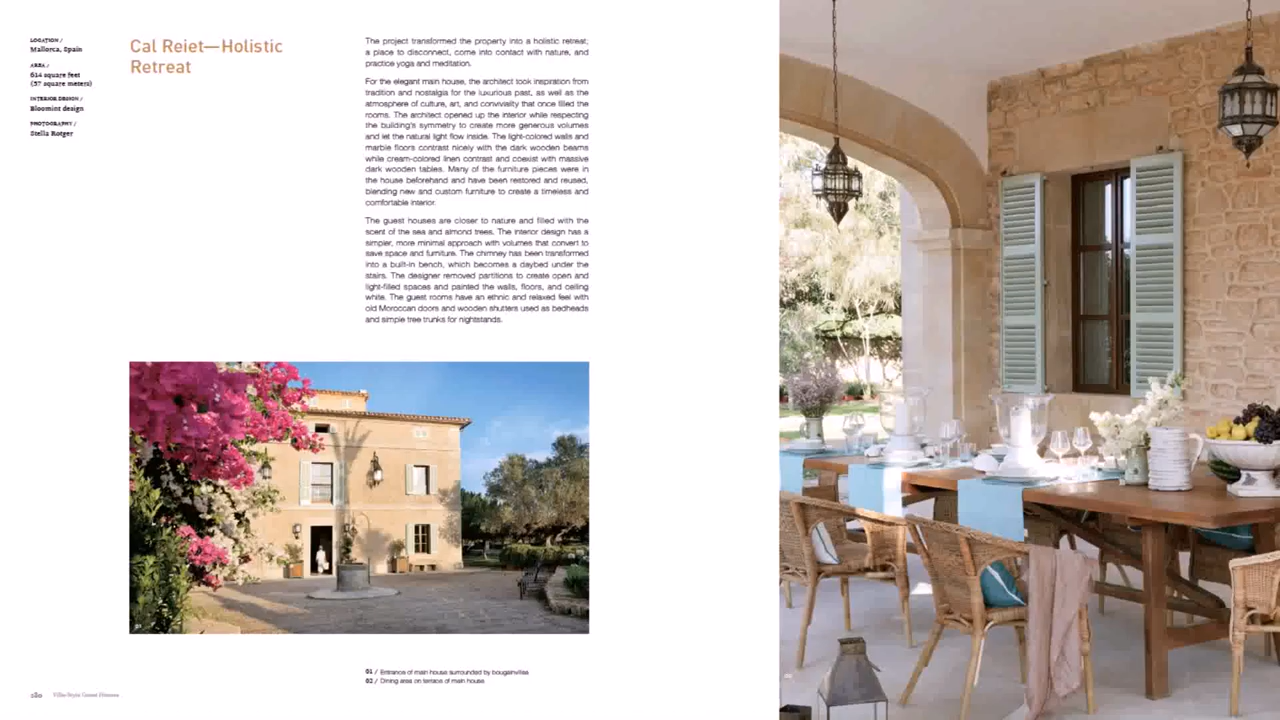 LOCATION /
Mallorca, Spain
AREA /
614 square feet
(57 square meters)
INTERIOR DESIGN /
Bloomint design
PHOTOGRAPHY /
Stella Rotger
Cal Reiet—Holistic
Retreat
The project transformed the property into a holistic retreat,
a place to disconnect, come into contact with nature, and
practice yoga and meditation.
For the elegant main house, the architect took inspiration from
tradition and nostalgia for the luxurious past, as well as the
atmosphere of culture, art, and conviviality that once filled the
rooms. The architect opened up the interior while respecting
the building's symmetry to create more generous volumes
and let the natural light flow inside. The light-colored walls and
marble floors contrast nicely with the dark wooden beams
while cream-colored linen contrast and coexist with massive
dark wooden tables. Many of the furniture pieces were in
the house beforehand and have been restored and reused,
blending new and custom furniture to create a timeless and
comfortable interior.
The guest houses are closer to nature and filled with the
scent of the sea and almond trees. The interior design has a
simpler, more minimal approach with volumes that convert to
save space and furniture. The chimney has been transformed
into a built-in bench, which becomes a daybed under the
stairs. The designer removed partitions to create open and
light-filled spaces and painted the walls, floors, and ceiling
white. The guest rooms have an ethnic and relaxed feel with
old Moroccan doors and wooden shutters used as bedheads
and simple tree trunks for nightstands.
01 / Entrance of main house surrounded by bougainvillea
02 / Dining area on terrace of main house